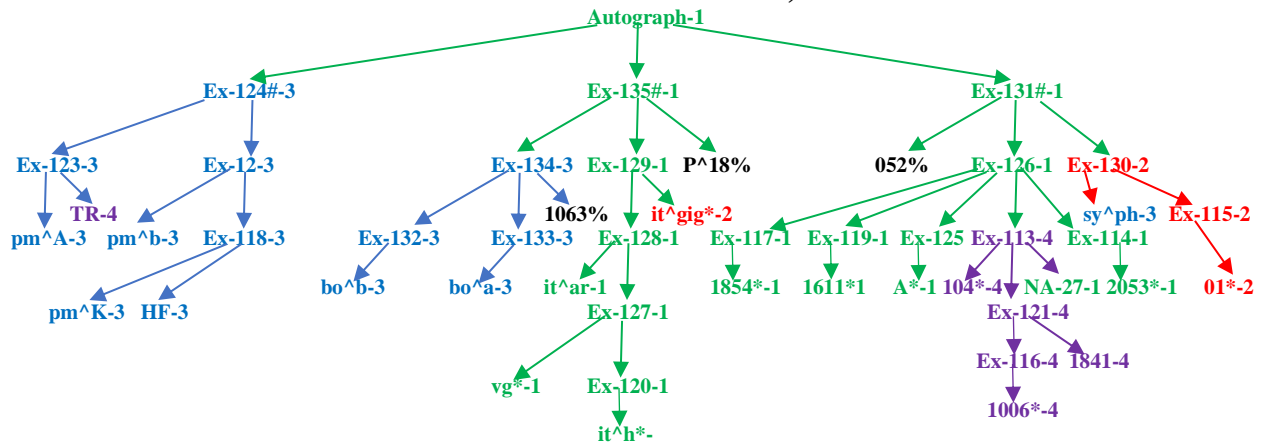 Autograph-1
Ex-124#-3 Ex-135#-1 Ex-131#-1
Ex-123-3 Ex-12-3 Ex-134-3 Ex-129-1 P^18% 052% Ex-126-1 Ex-130-2
TR-4 1063% it^gig*-2 sy^ph-3 Ex-115-2
pm^A-3 pm^b-3 Ex-118-3 Ex-132-3 Ex-133-3 Ex-128-1 Ex-117-1 Ex-119-1 Ex-125 Ex-113-4 Ex-114-1
bo^b-3 bo^a-3 it^ar-1 1854*-1 1611*1 A*-1 104*-4 NA-27-1 2053*-1 01*-2
pm^K-3 HF-3 Ex-127-1 Ex-121-4
Ex-116-4 1841-4
vg*-1 Ex-120-1
1006*-4
it^h*-